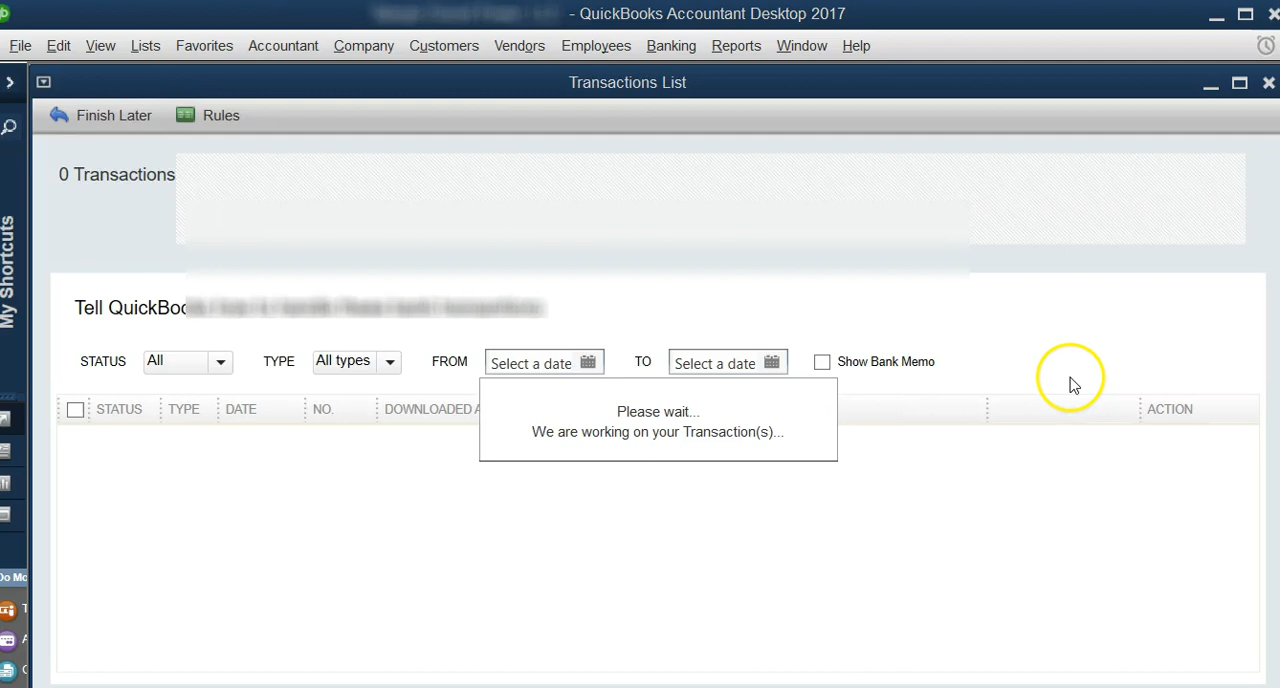 - QuickBooks Accountant Desktop 2017
File Edit View Lists Favorites Accountant Company Customers Vendors Employees Banking Reports Window Help
Transactions List
Finish Later Rules
My Shortcuts
0 Transactions
Tell QuickBoo
STATUS All TYPE All types FROM Select a date TO Select a date Show Bank Memo
STATUS TYPE DATE NO. DOWNLOADED A ACTION
Please wait...
We are working on your Transaction(s)...
Do Mo
T
A
C